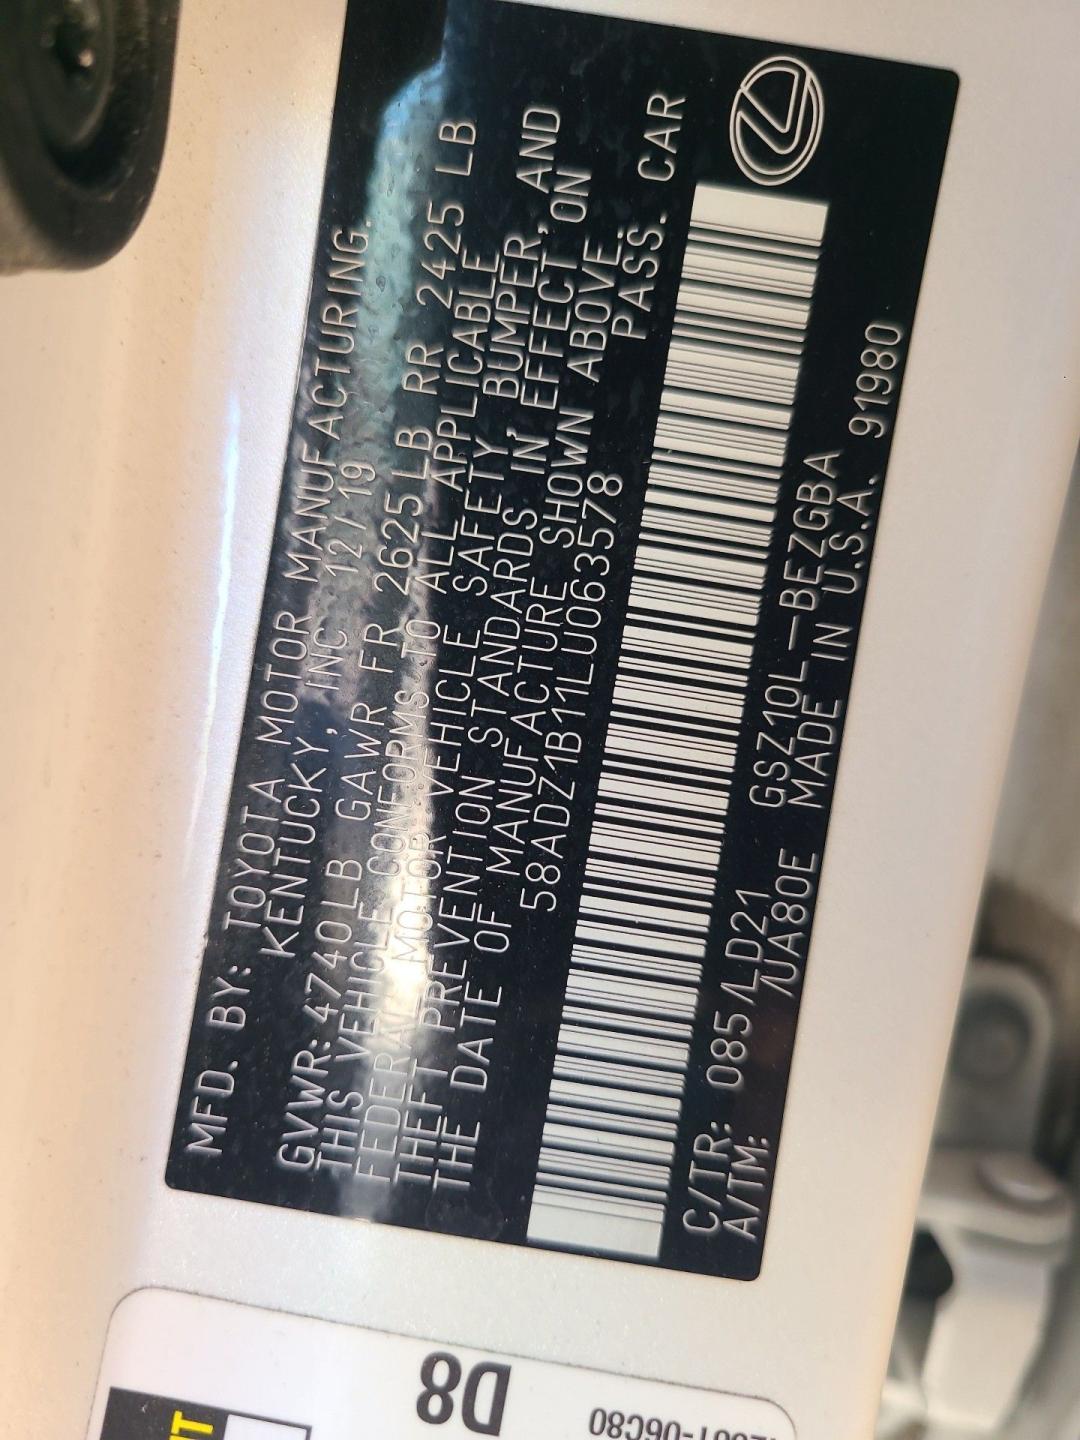 MFD. BY: TOYOTA MOTOR MANUFACTURING.
KENTUCKY, INC 12/19
GVWR: 4740LB GAWR FR 2625LB RR 2425 LB
THIS VEHICLE CONFORMS TO ALL APPLICABLE
FEDERAL MOTOR VEHICLE SAFETY, BUMPER, AND
THEFT PREVENTION STANDARDS IN EFFECT ON
THE DATE OF MANUFACTURE SHOWN ABOVE.
58ADZ1B11LU063578 PASS. CAR
C/TR: 085 /LD21 GSZ10L-BEZGBA
A/TM: /UA80E MADE IN U.S.A. 91980
D8